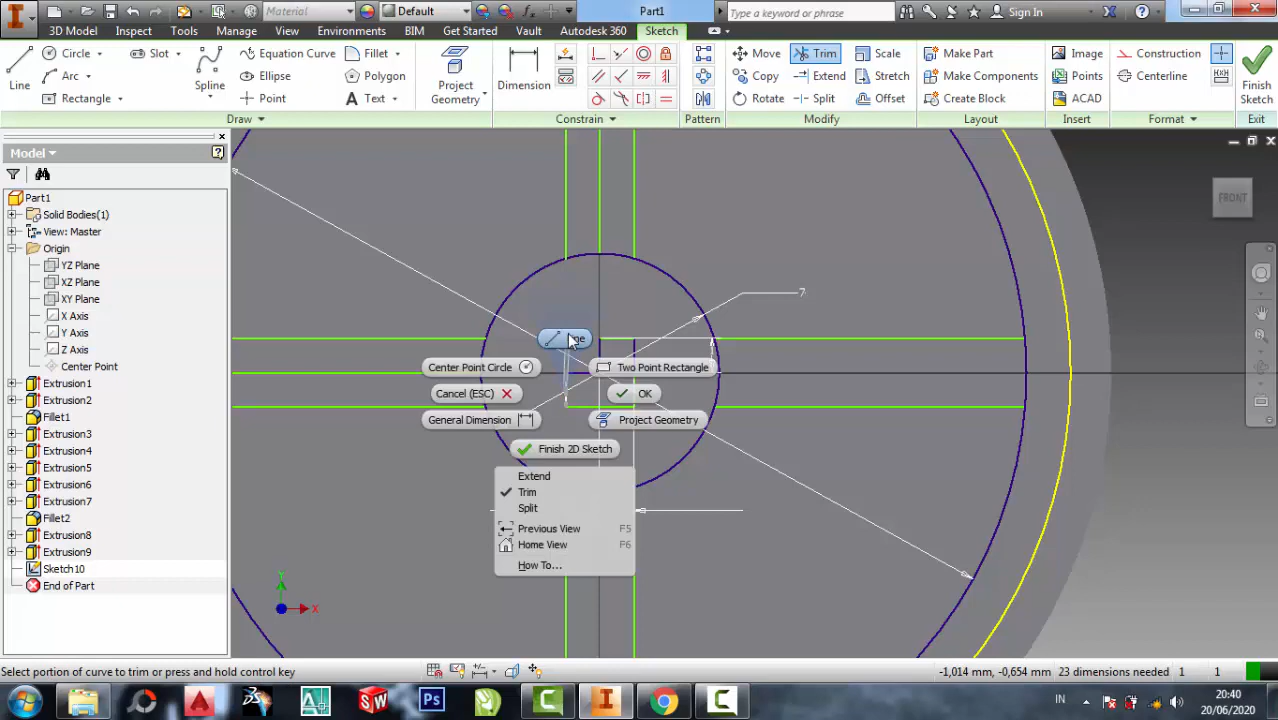 Material
Default
Part1
Type a keyword or phrase
Sign In
3D Model Inspect Tools Manage View Environments BIM Get Started Vault Autodesk 360 Sketch
Line
Circle
Arc
Rectangle
Slot
Spline
Equation Curve
Ellipse
Point
Fillet
Polygon
Text
Project
Geometry
Dimension
Move
Copy
Rotate
Trim
Extend
Split
Scale
Stretch
Offset
Make Part
Make Components
Create Block
Image
Points
ACAD
Construction
Centerline
Finish
Sketch
Draw
Constrain
Pattern
Modify
Layout
Insert
Format
Exit
Model
Part1
Solid Bodies(1)
View: Master
Origin
YZ Plane
XZ Plane
XY Plane
X Axis
Y Axis
Z Axis
Center Point
Extrusion1
Extrusion2
Fillet1
Extrusion3
Extrusion4
Extrusion5
Extrusion6
Extrusion7
Fillet2
Extrusion8
Extrusion9
Sketch10
End of Part
FRONT
7
Center Point Circle
Two Point Rectangle
Cancel (ESC)
OK
General Dimension
Project Geometry
Finish 2D Sketch
Extend
Trim
Split
Previous View F5
Home View F6
How To...
Y
X
Select portion of curve to trim or press and hold control key
-1,014 mm, -0,654 mm 23 dimensions needed 1 1
SW
Ps
IN
20:40
20/06/2020